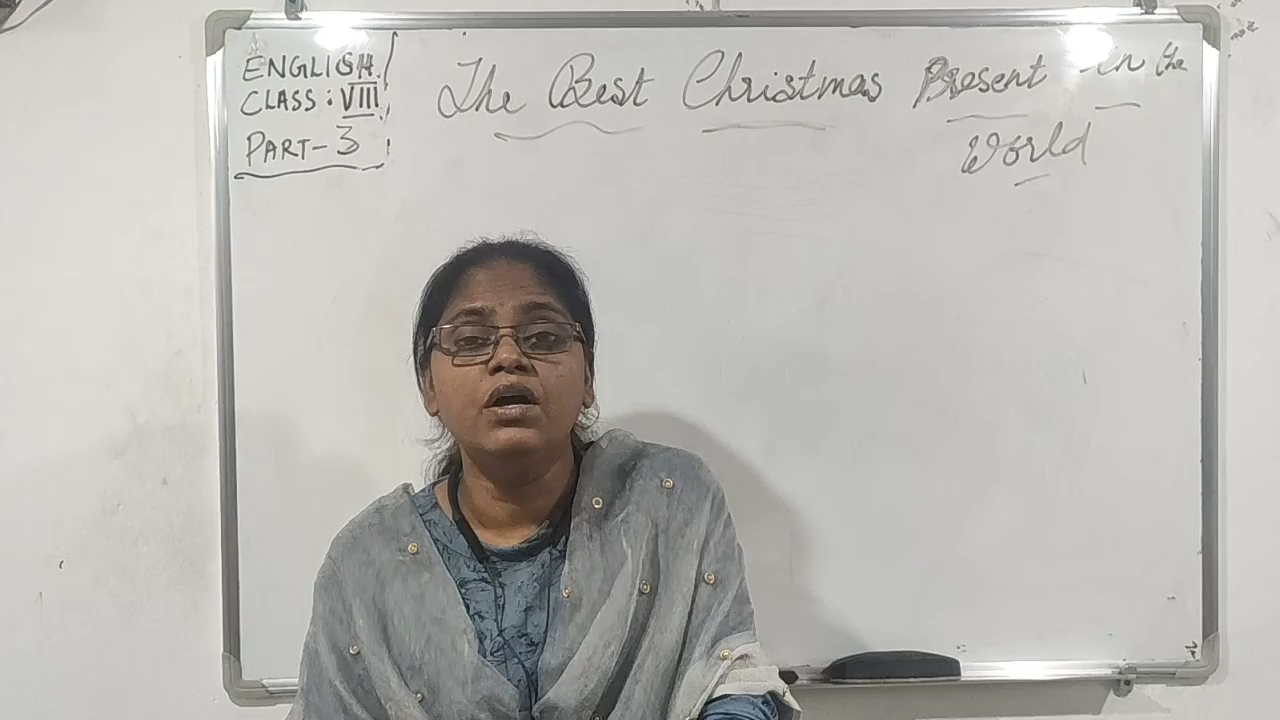 ENGLISH
CLASS: VIII
PART-3
The Best Christmas Present in the
World